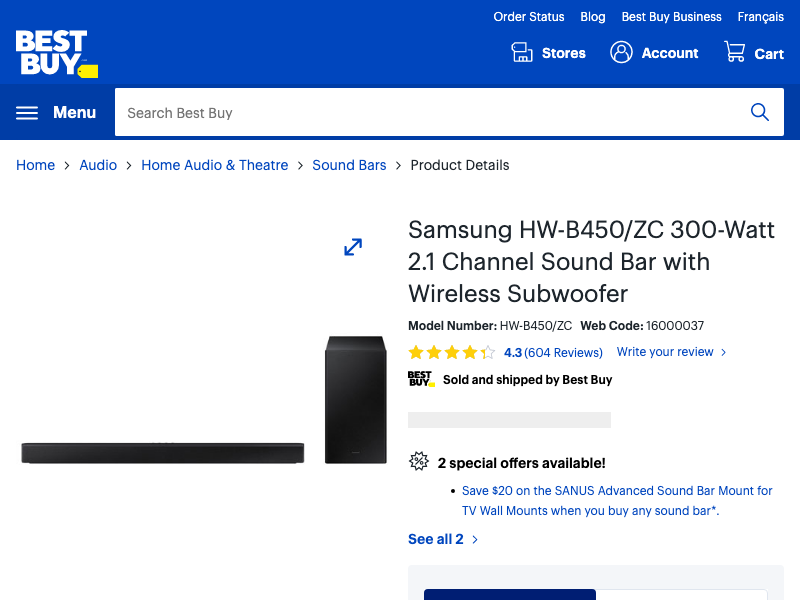 Order Status Blog Best Buy Business Français
BEST
BUY
Stores Account Cart
Menu Search Best Buy
Home > Audio > Home Audio & Theatre > Sound Bars > Product Details
Samsung HW-B450/ZC 300-Watt
2.1 Channel Sound Bar with
Wireless Subwoofer
Model Number: HW-B450/ZC Web Code: 16000037
4.3 (604 Reviews) Write your review
BEST
BUY
Sold and shipped by Best Buy
2 special offers available!
• Save $20 on the SANUS Advanced Sound Bar Mount for
TV Wall Mounts when you buy any sound bar*.
See all 2